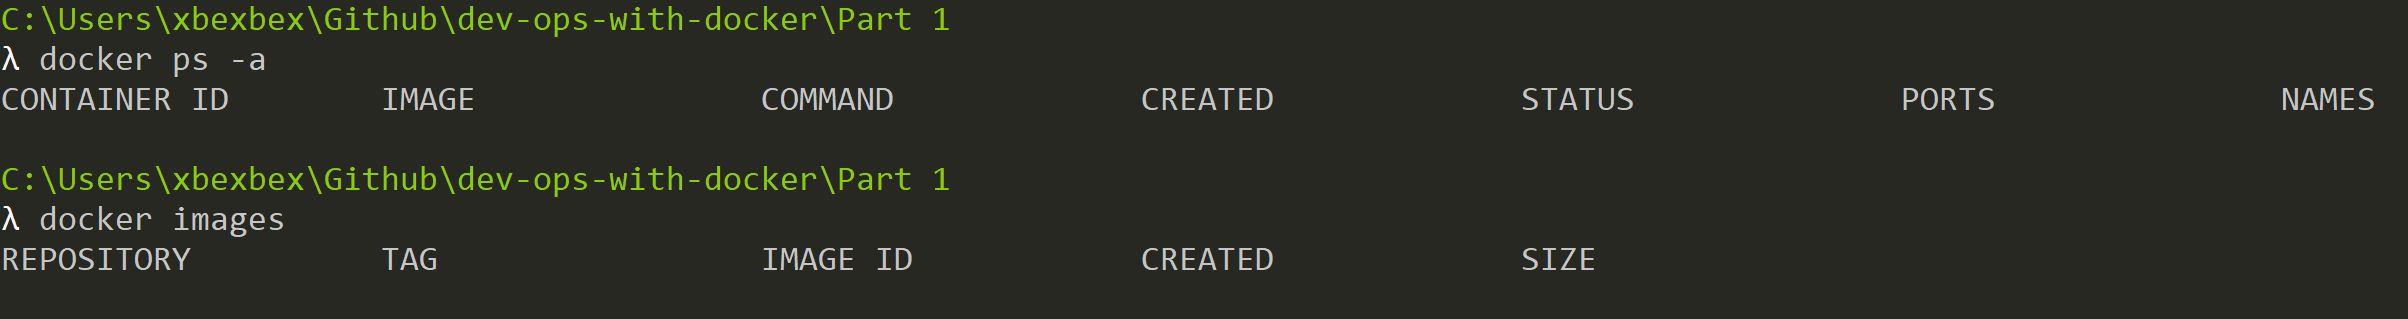 C:\Users\xbexbex\Github\dev-ops-with-docker\Part 1
λ docker ps -a
CONTAINER ID IMAGE COMMAND CREATED STATUS PORTS NAMES
C:\Users\xbexbex\Github\dev-ops-with-docker\Part 1
λ docker images
REPOSITORY TAG IMAGE ID CREATED SIZE